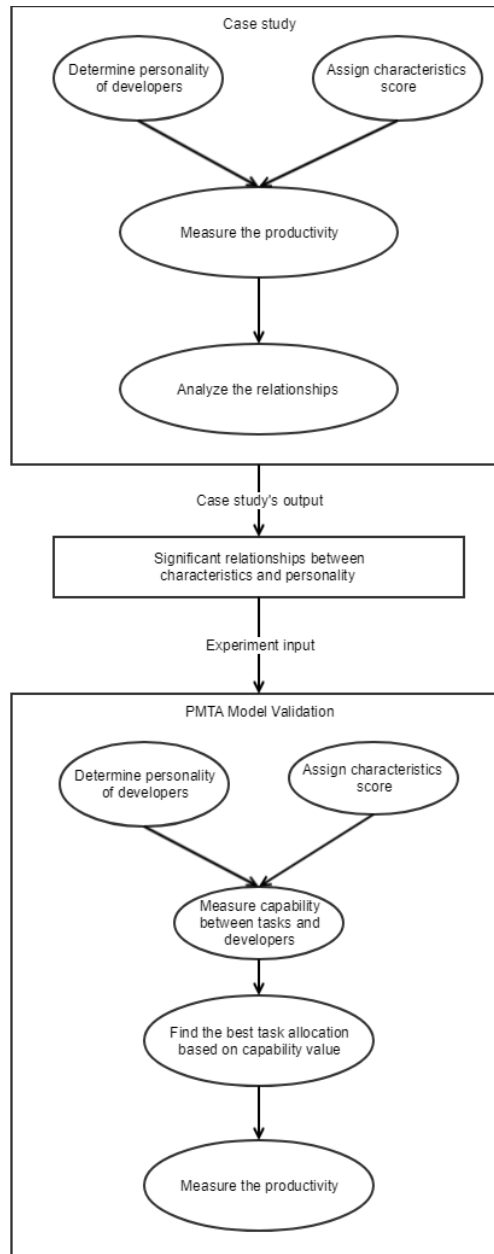 Case study
Determine personality
of developers
Assign characteristics
score
Measure the productivity
Analyze the relationships
Case study's output
Significant relationships between
characteristics and personality
Experiment input
PMTA Model Validation
Determine personality
of developers
Assign characteristics
score
Measure capability
between tasks and
developers
Find the best task allocation
based on capability value
Measure the productivity